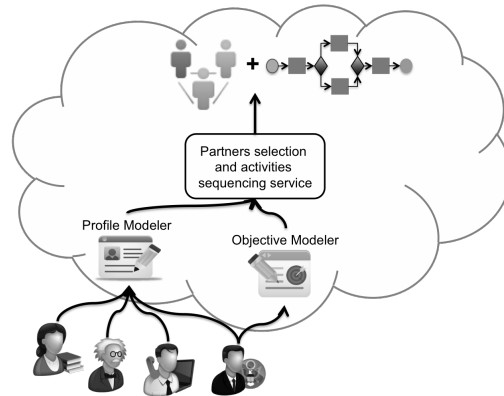 +
Partners selection
and activities
sequencing service
Profile Modeler
Objective Modeler